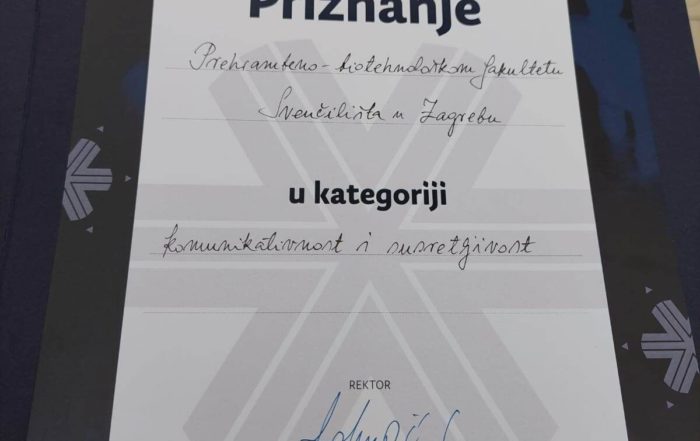 Priznanje
Prehrambeno-biotehnološkom fakultetu
Sveučilišta u Zagrebu
u kategoriji
komunikativnost i susretljivost
REKTOR